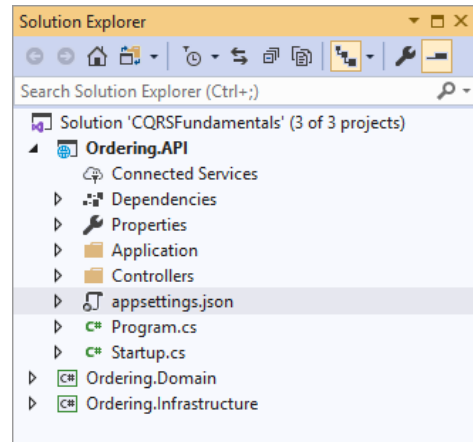 Solution Explorer
Search Solution Explorer (Ctrl+;)
Solution 'CQRSFundamentals' (3 of 3 projects)
Ordering.API
Connected Services
Dependencies
Properties
Application
Controllers
appsettings.json
C# Program.cs
C# Startup.cs
C# Ordering.Domain
C# Ordering.Infrastructure